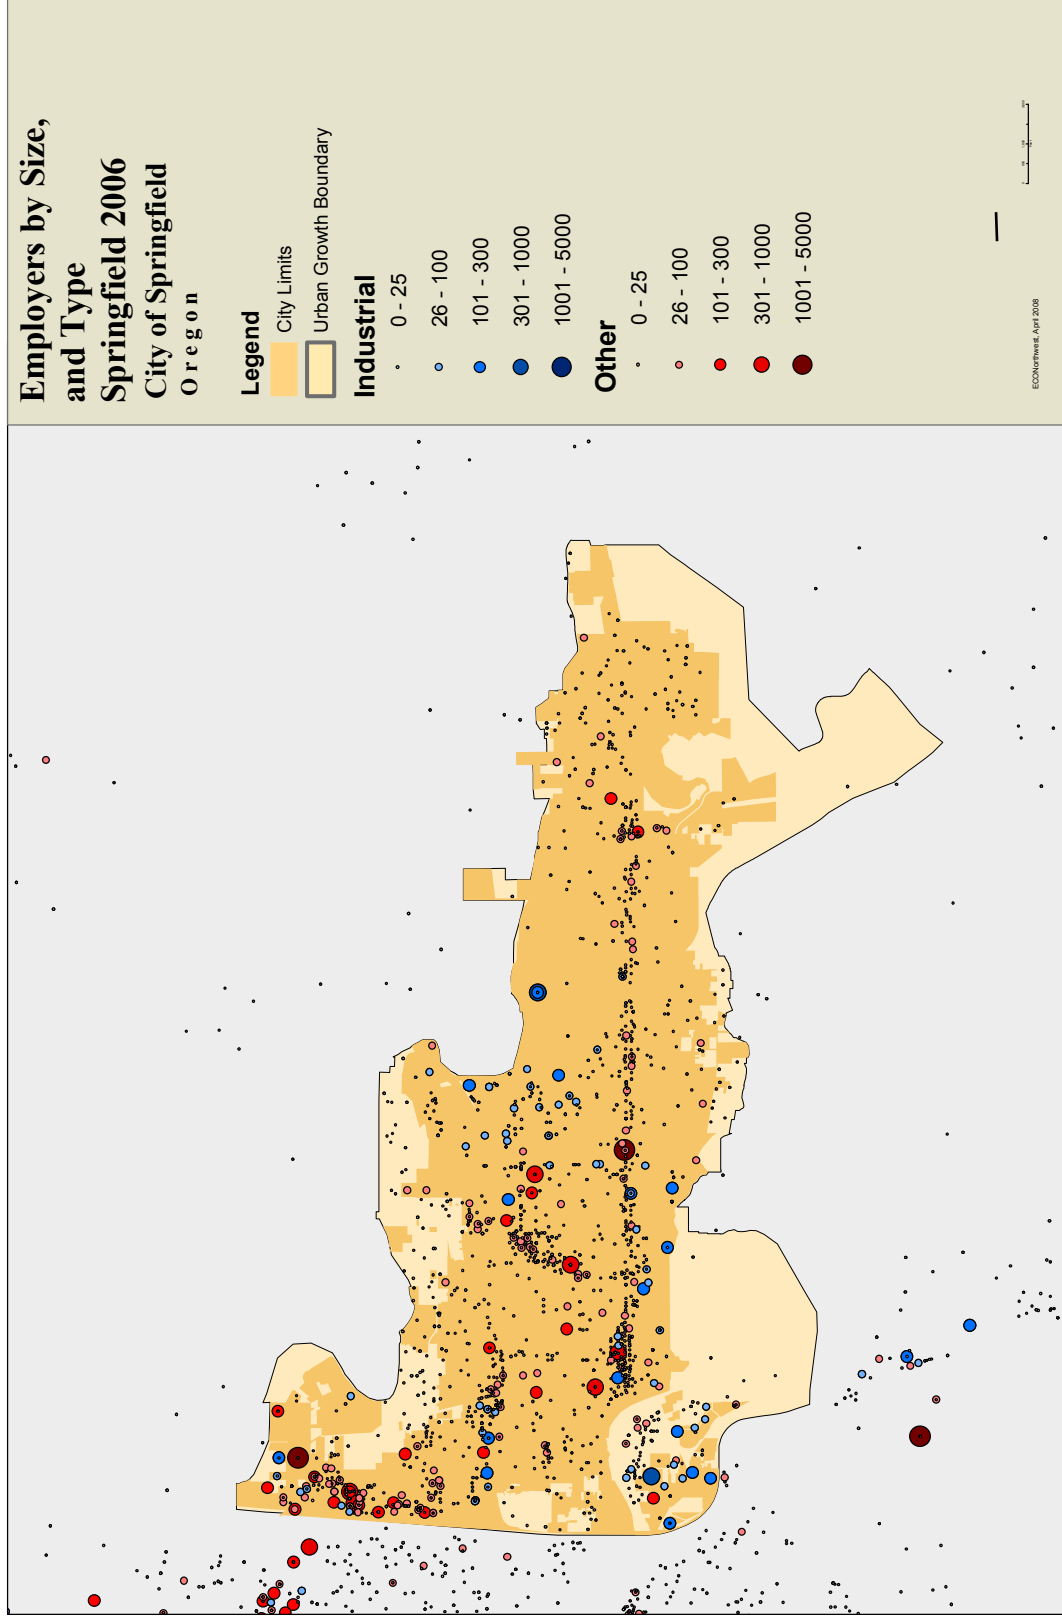 Employers by Size,
and Type
Springfield 2006
City of Springfield
Oregon
Legend
City Limits
Urban Growth Boundary
Industrial
0 - 25
26 - 100
101 - 300
301 - 1000
1001 - 5000
Other
0 - 25
26 - 100
101 - 300
301 - 1000
1001 - 5000
ECONorthwest, April 2008